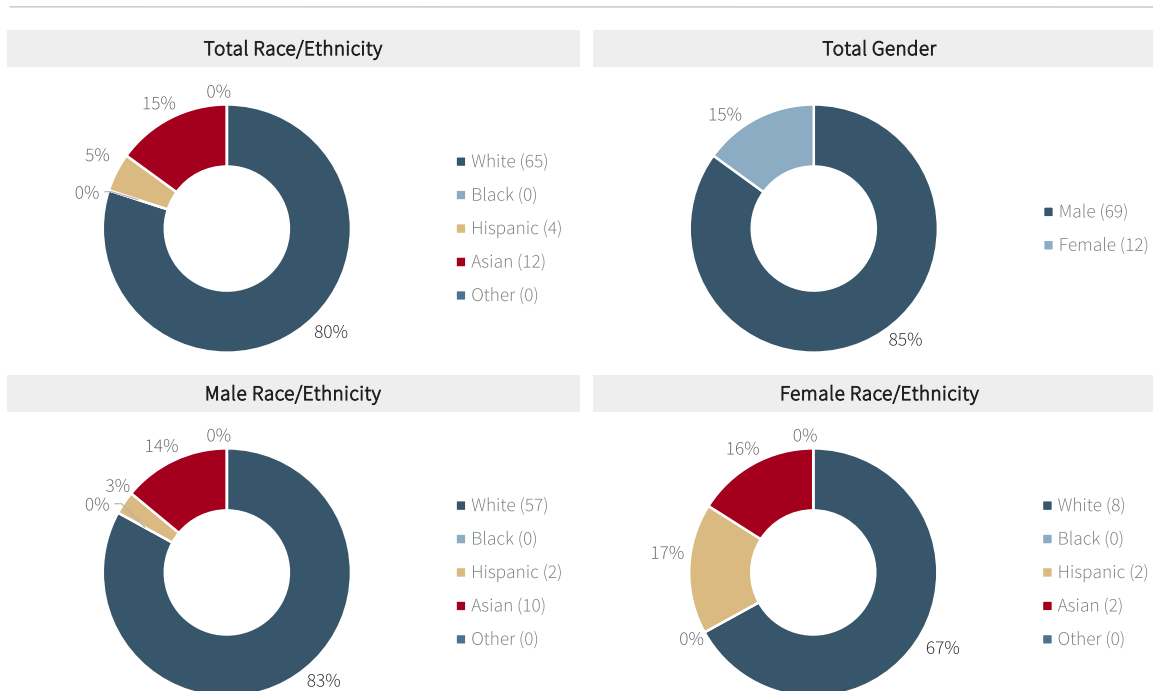 Total Race/Ethnicity
0%
15%
5%
0%
80%
White (65)
Black (0)
Hispanic (4)
Asian (12)
Other (0)
Total Gender
15%
85%
Male (69)
Female (12)
Male Race/Ethnicity
0%
14%
3%
0%
83%
White (57)
Black (0)
Hispanic (2)
Asian (10)
Other (0)
Female Race/Ethnicity
0%
16%
17%
0%
67%
White (8)
Black (0)
Hispanic (2)
Asian (2)
Other (0)